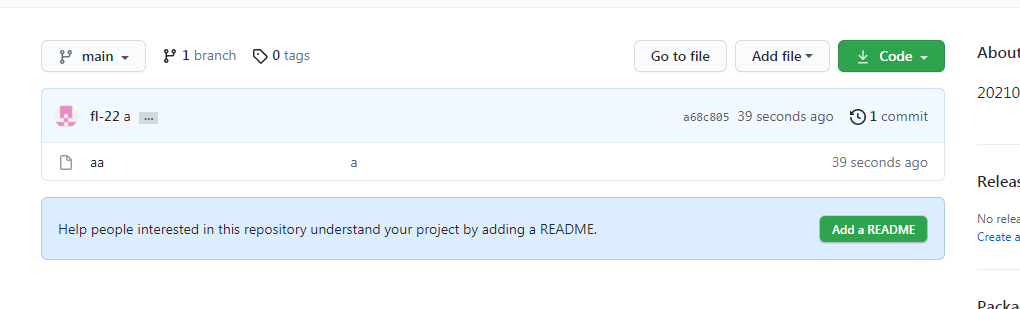 main 1 branch 0 tags Go to file Add file Code
fl-22 a ... a68c805 39 seconds ago 1 commit
aa a 39 seconds ago
Help people interested in this repository understand your project by adding a README. Add a README
About
20210
Releas
No relea
Create a
Packa